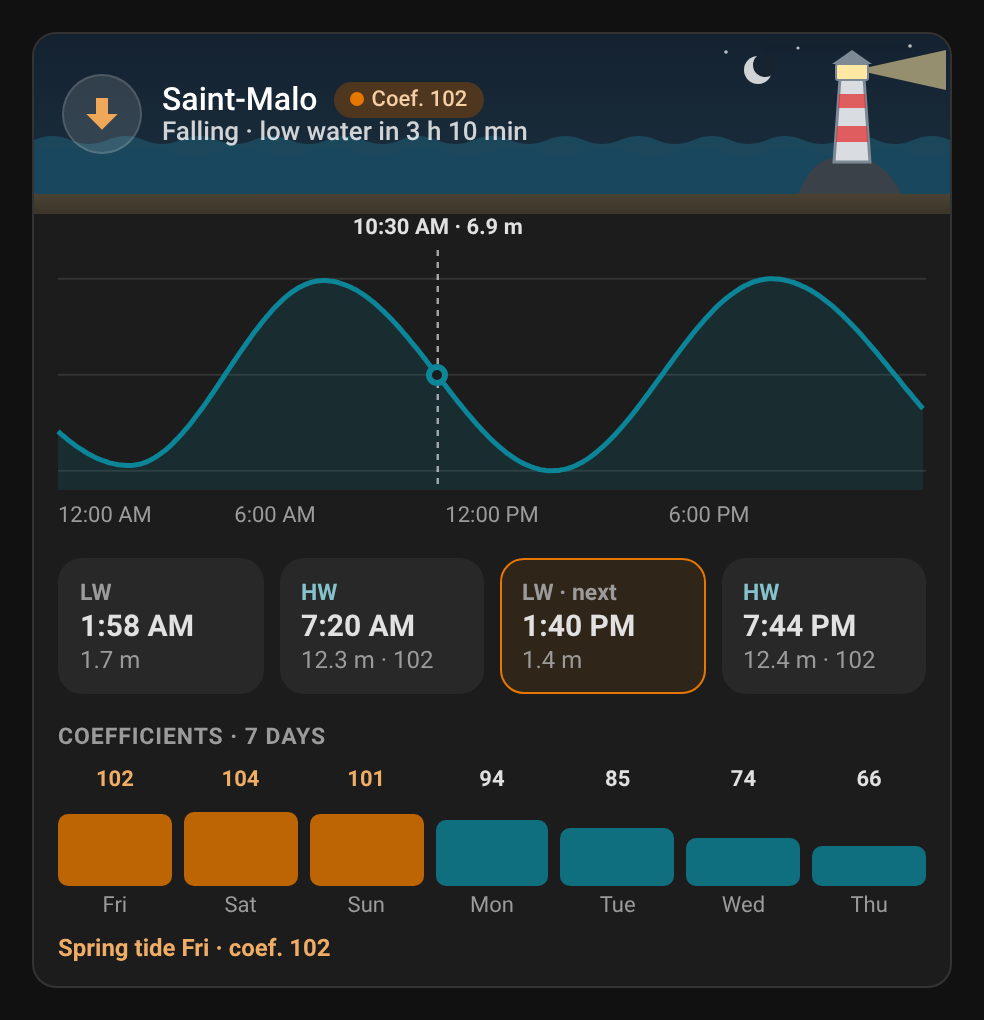 Saint-Malo
Coef. 102
Falling · low water in 3 h 10 min
10:30 AM · 6.9 m
12:00 AM 6:00 AM 12:00 PM 6:00 PM
LW
1:58 AM
1.7 m
HW
7:20 AM
12.3 m · 102
LW · next
1:40 PM
1.4 m
HW
7:44 PM
12.4 m · 102
COEFFICIENTS · 7 DAYS
102 104 101 94 85 74 66
Fri Sat Sun Mon Tue Wed Thu
Spring tide Fri · coef. 102